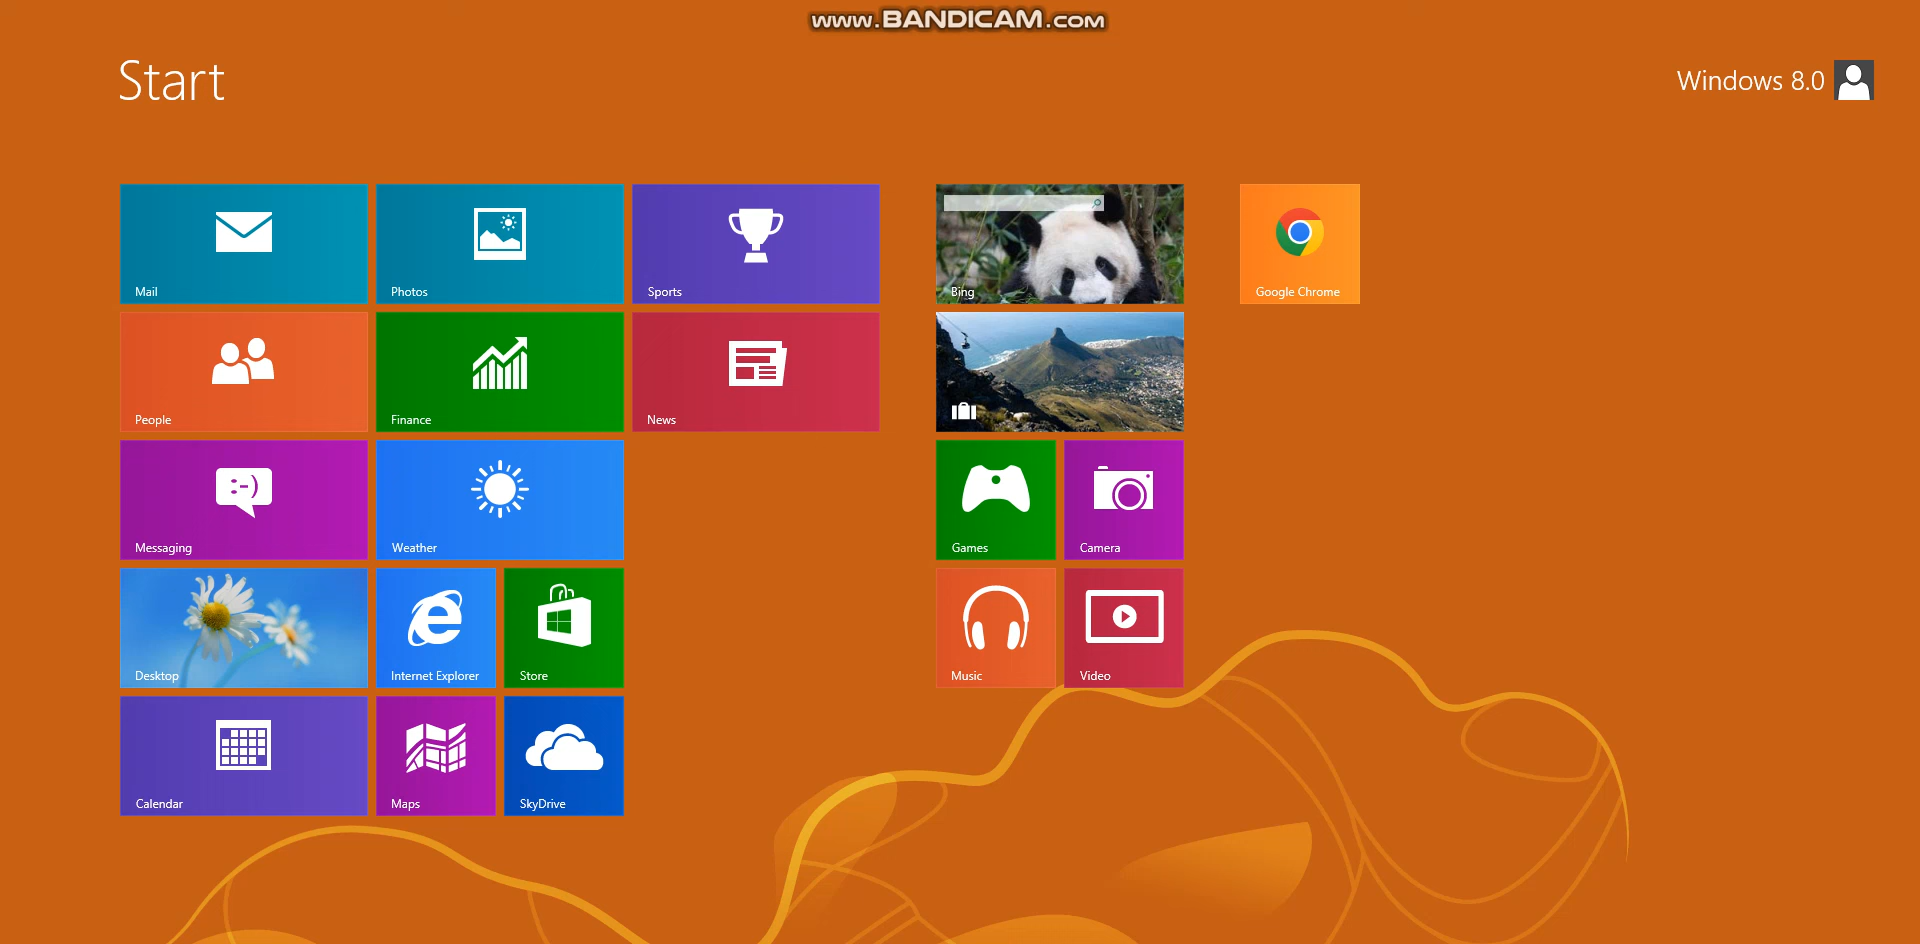 www.BANDICAM.com
Start
Windows 8.0
Mail
Photos
Sports
Bing
Google Chrome
People
Finance
News
:-)
Messaging
Weather
Games
Camera
Desktop
Internet Explorer
Store
Music
Video
Calendar
Maps
SkyDrive